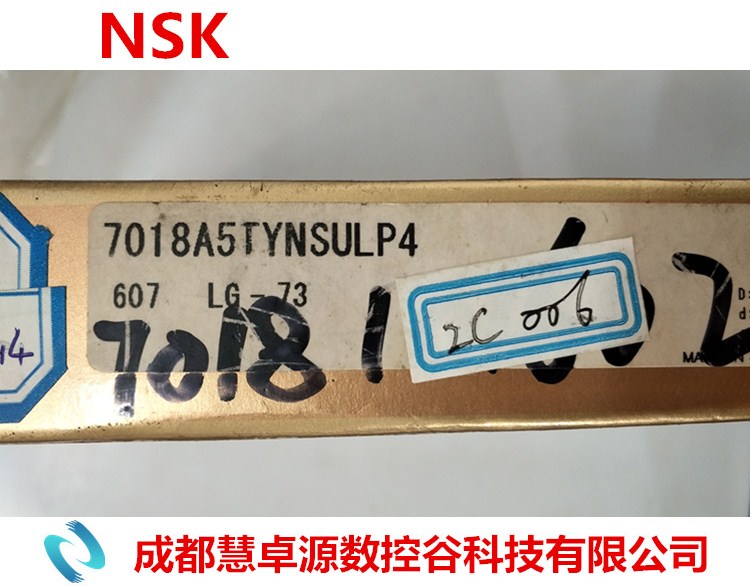 NSK
7018A5TYNSULP4
607 LG-73
7018
2C 006
成都慧卓源数控谷科技有限公司